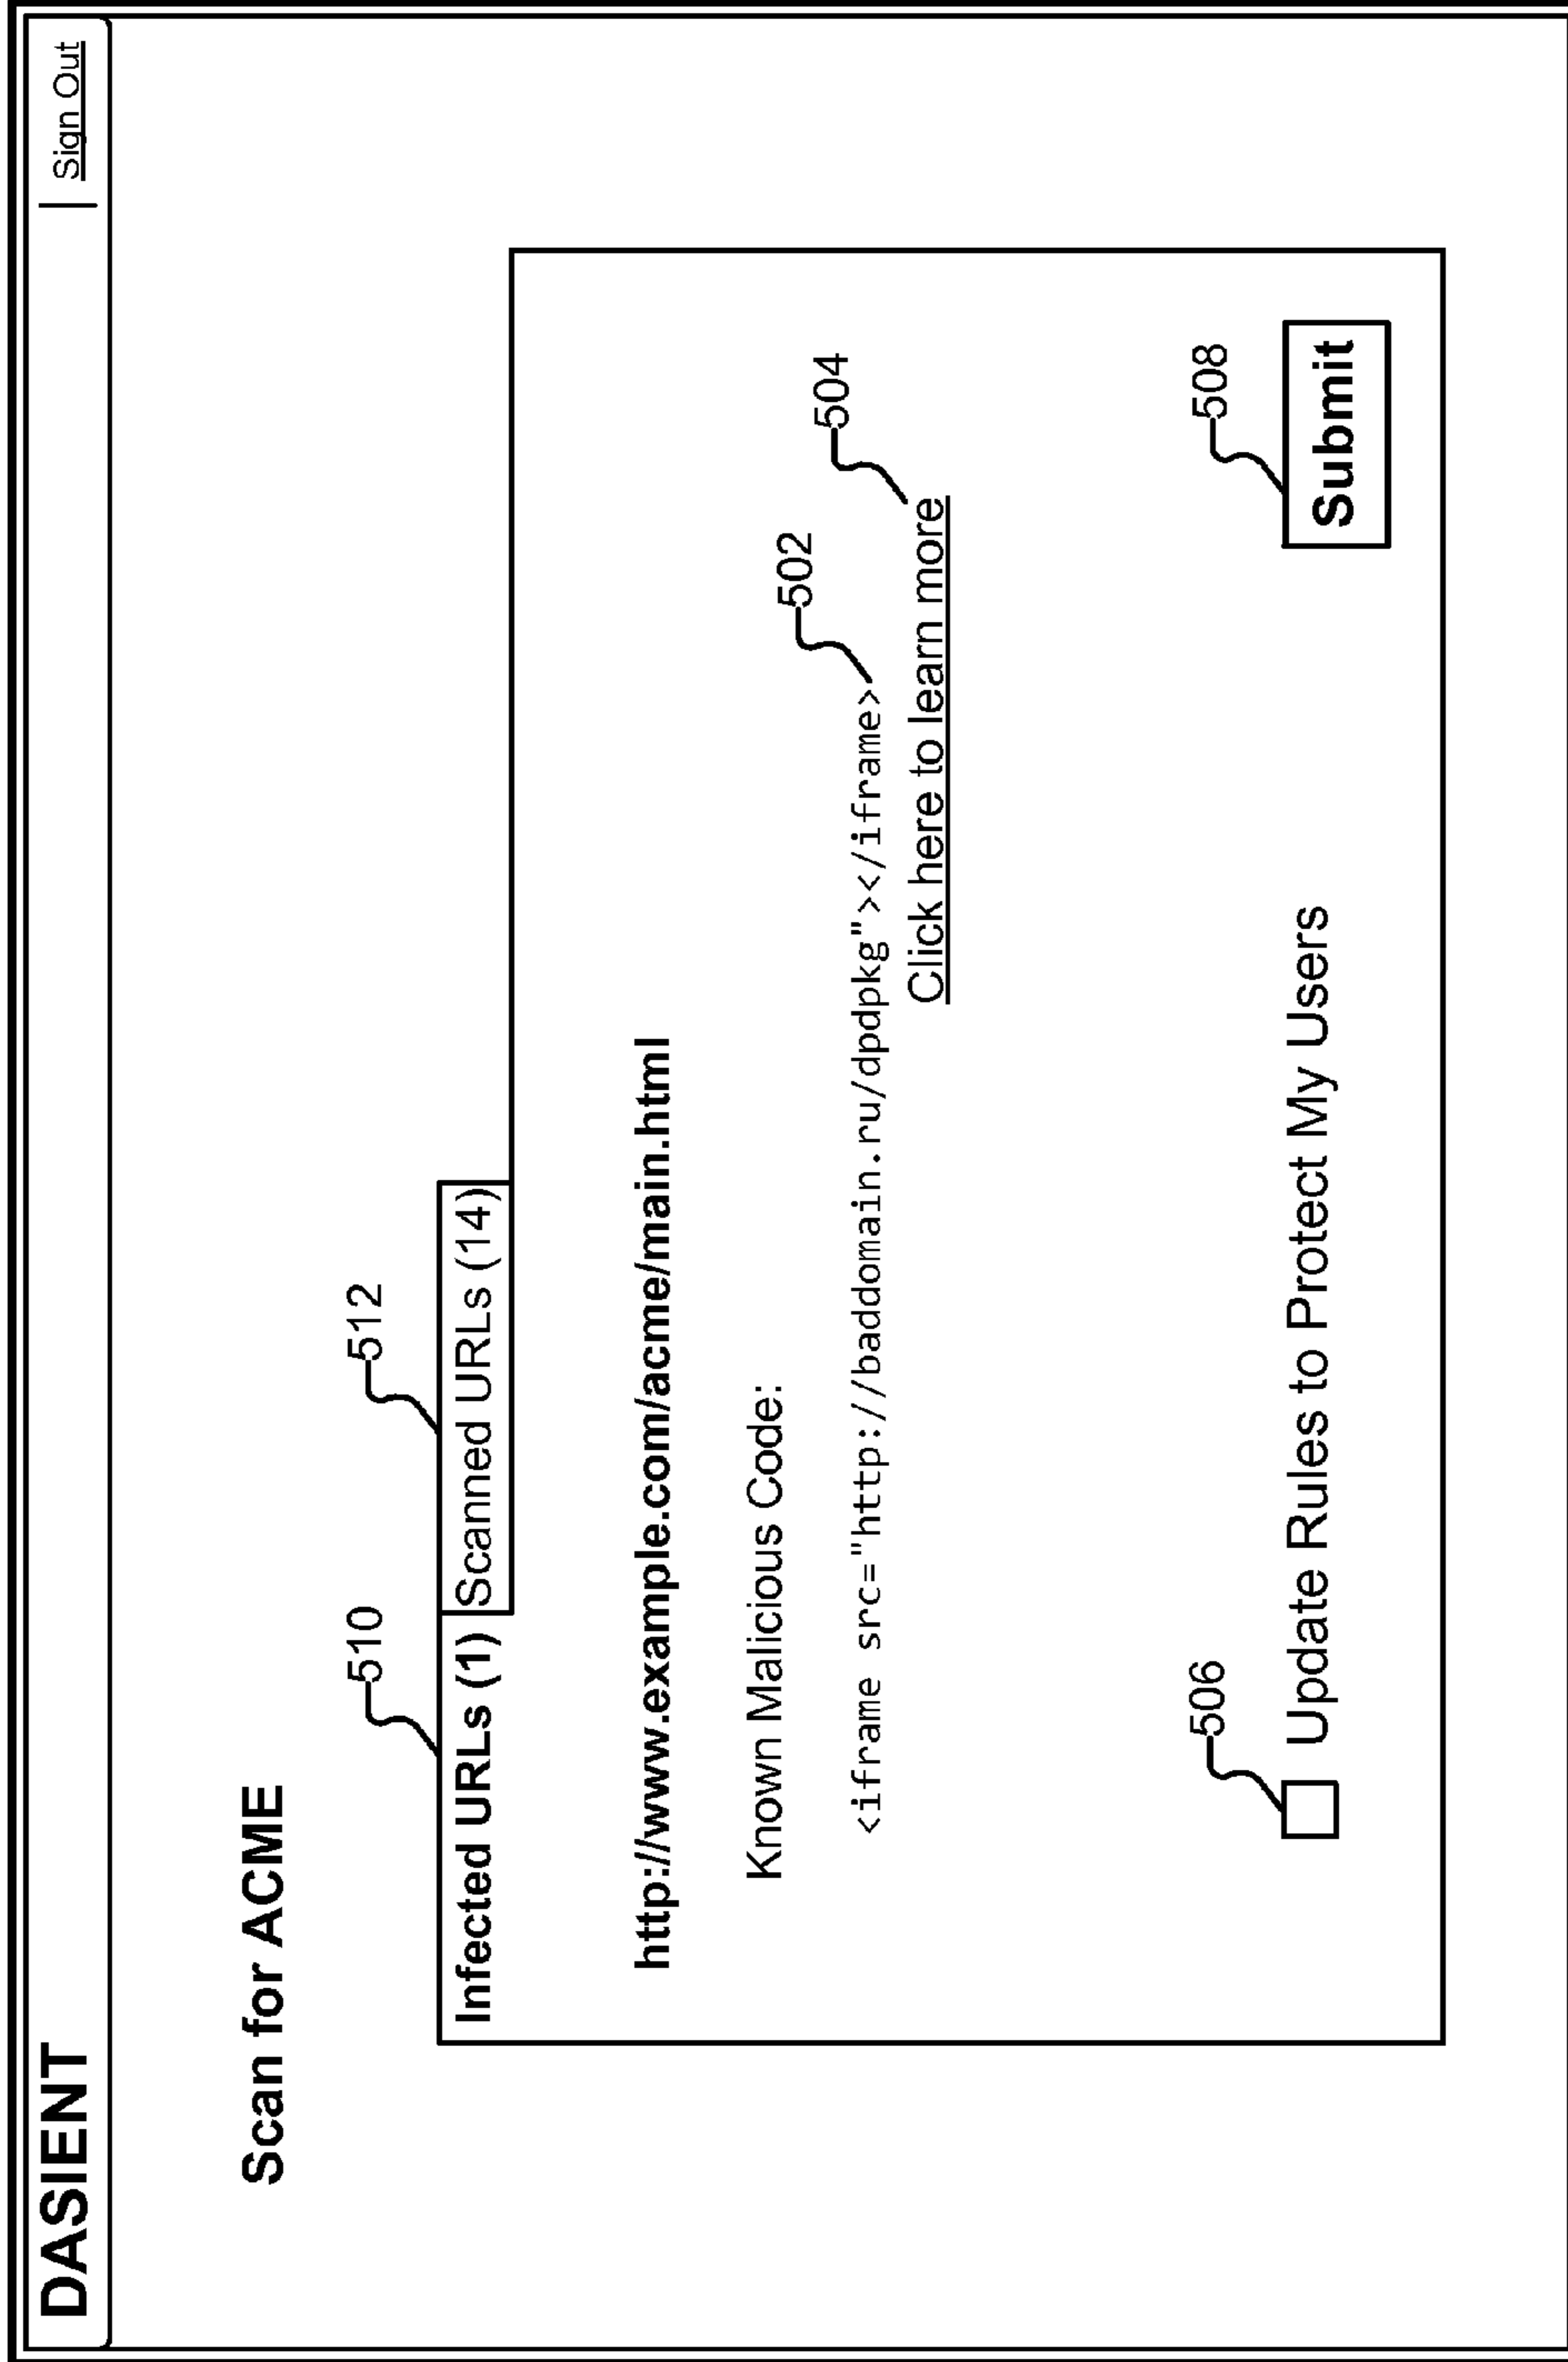 DASIENT
Sign Out
Scan for ACME
510
512
Infected URLs (1)
Scanned URLs (14)
http://www.example.com/acme/main.html
Known Malicious Code:
502
504
<iframe src="http://baddomain.ru/dpdpkg"></iframe>
Click here to learn more
506
508
Update Rules to Protect My Users
Submit